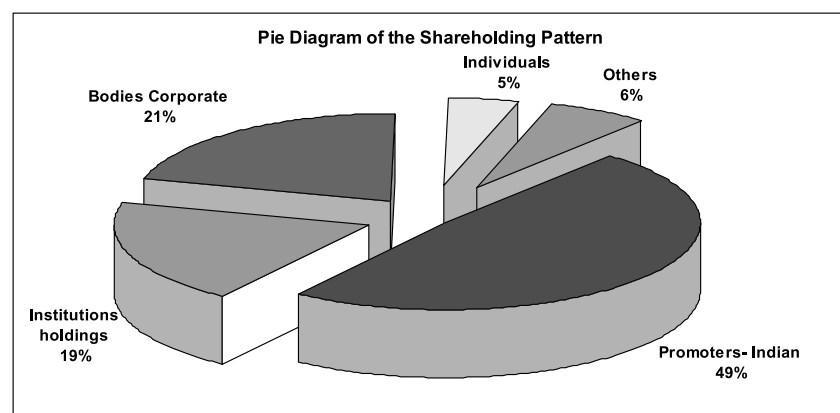 Pie Diagram of the Shareholding Pattern
Individuals
5%
Others
6%
Bodies Corporate
21%
Institutions
holdings
19%
Promoters- Indian
49%